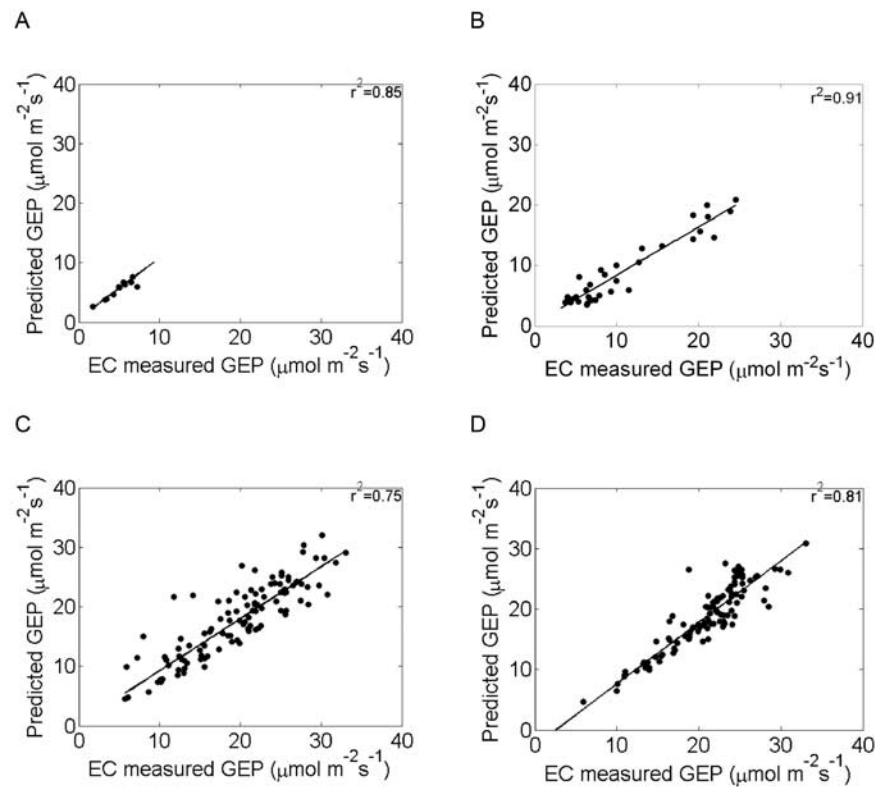 A
r²=0.85
Predicted GEP (μmol m⁻²s⁻¹)
40
30
20
10
0
0 10 20 30 40
EC measured GEP (μmol m⁻²s⁻¹)
B
r²=0.91
Predicted GEP (μmol m⁻²s⁻¹)
40
30
20
10
0
0 10 20 30 40
EC measured GEP (μmol m⁻²s⁻¹)
C
r²=0.75
Predicted GEP (μmol m⁻²s⁻¹)
40
30
20
10
0
0 10 20 30 40
EC measured GEP (μmol m⁻²s⁻¹)
D
r²=0.81
Predicted GEP (μmol m⁻²s⁻¹)
40
30
20
10
0
0 10 20 30 40
EC measured GEP (μmol m⁻²s⁻¹)